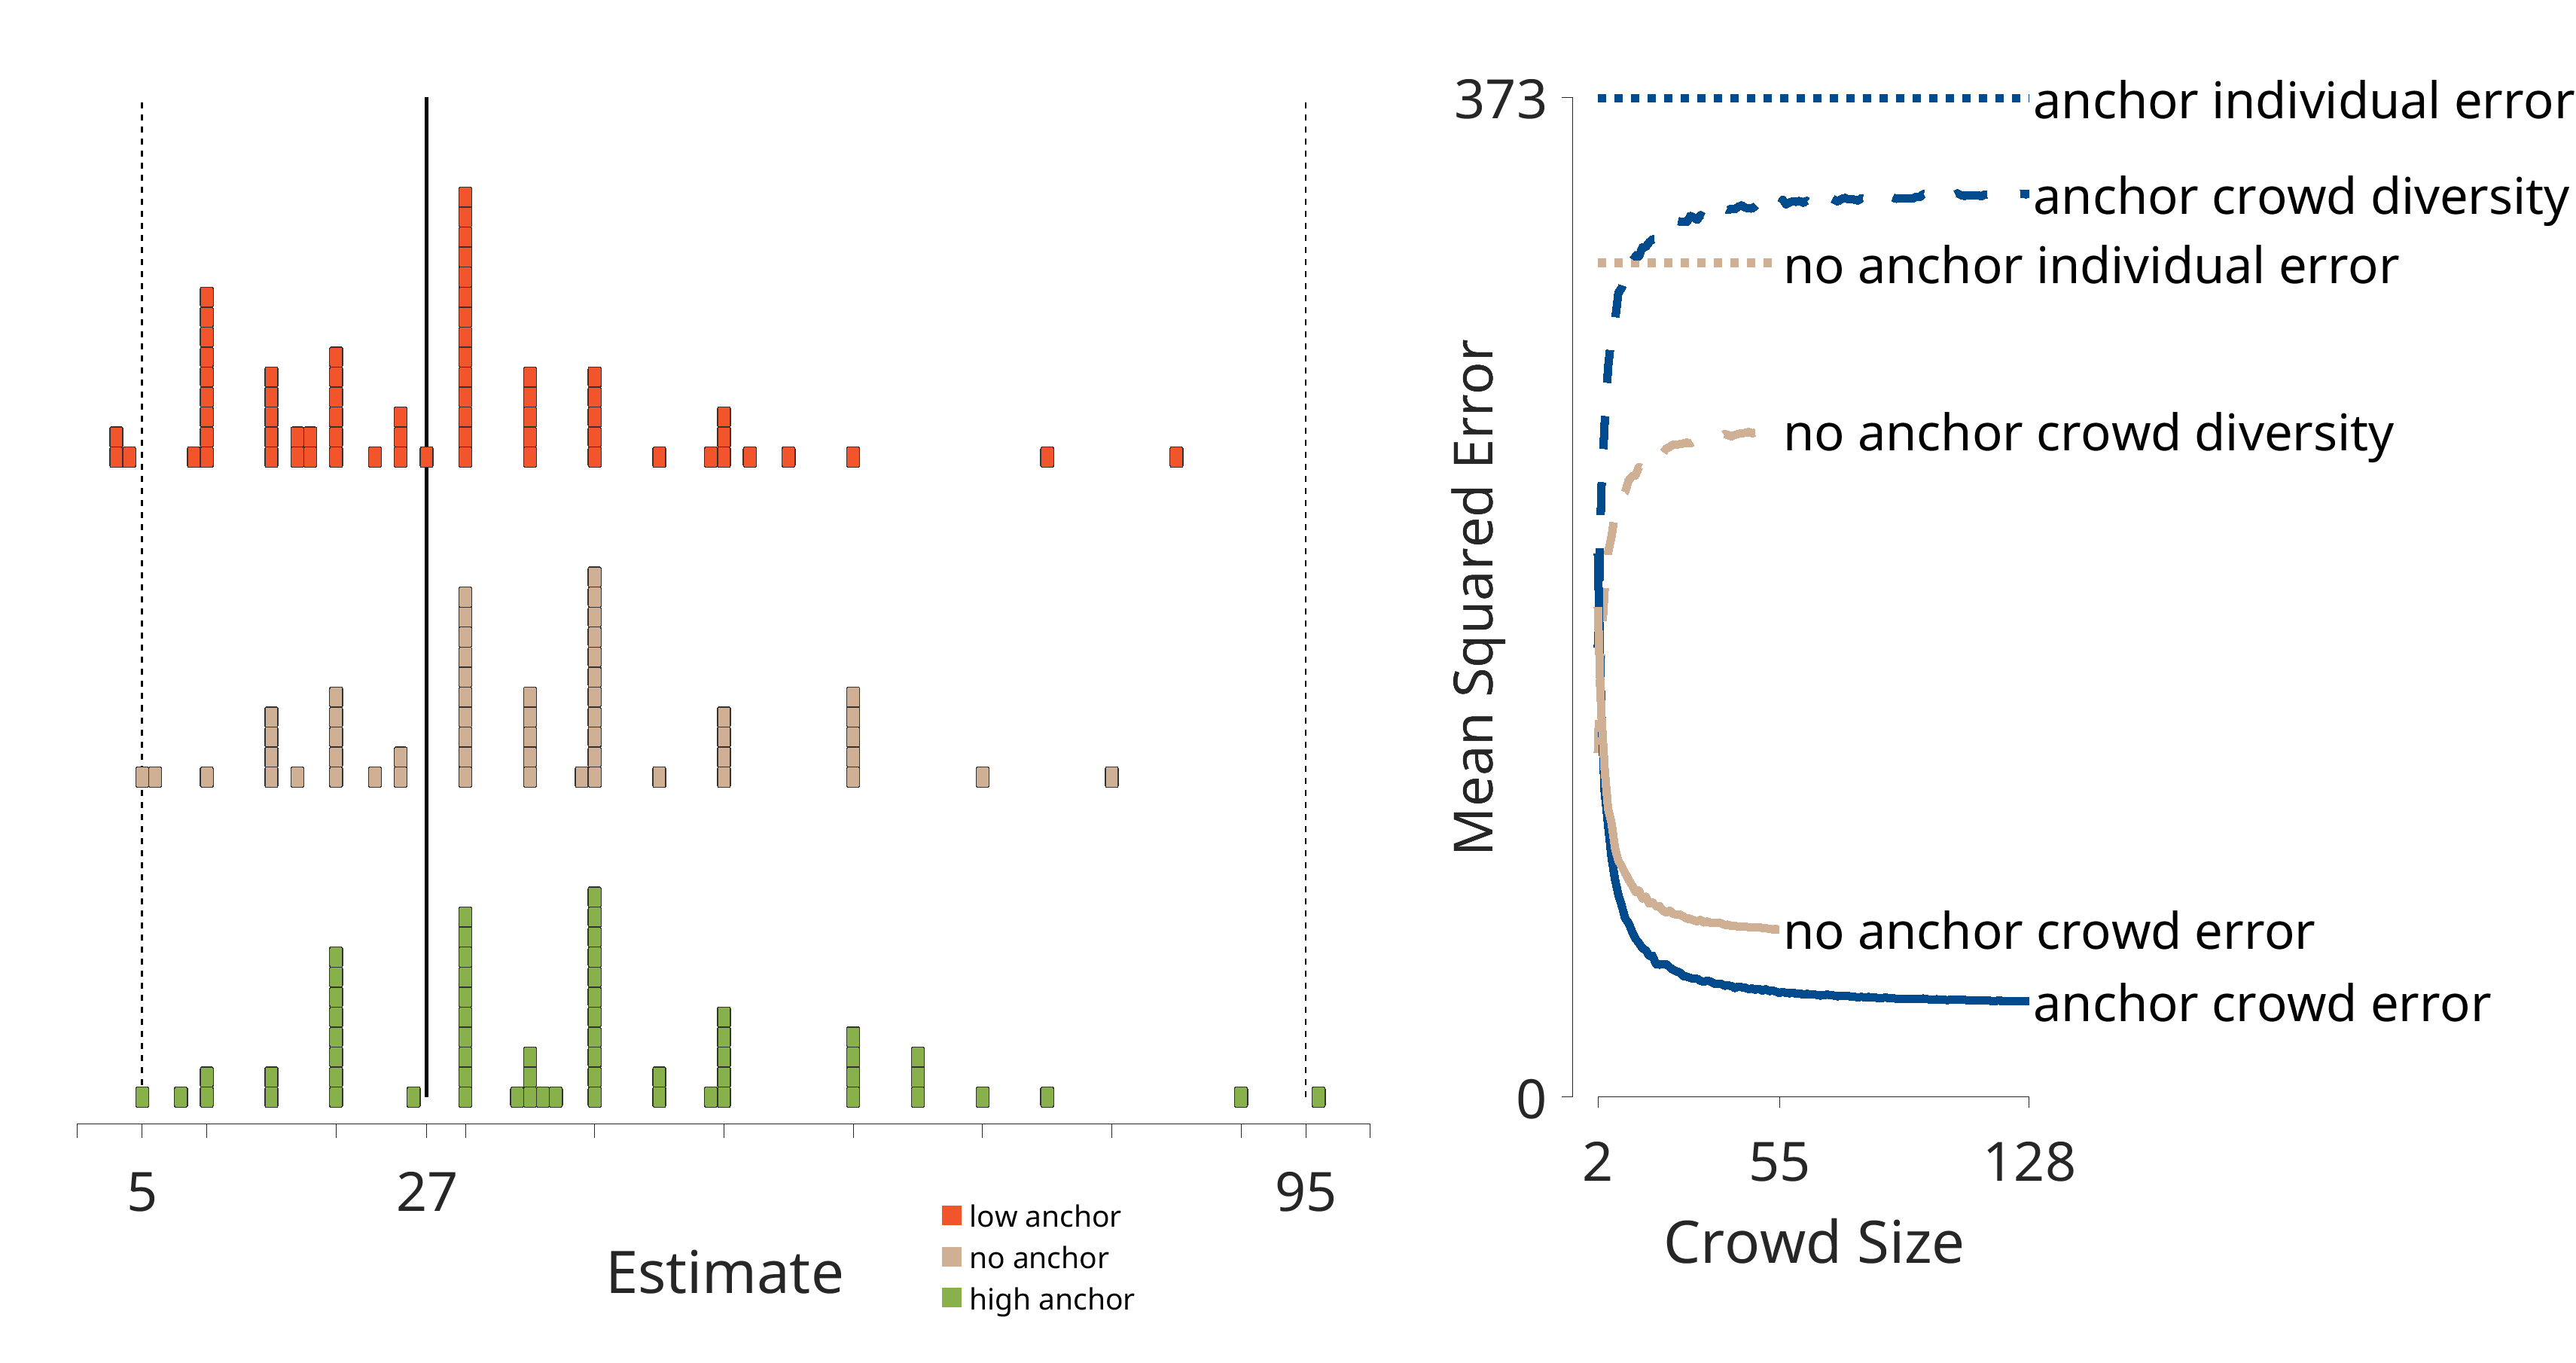 5
27
95
Estimate
low anchor
no anchor
high anchor
Mean Squared Error
373
0
anchor individual error
anchor crowd diversity
no anchor individual error
no anchor crowd diversity
no anchor crowd error
anchor crowd error
2
55
128
Crowd Size